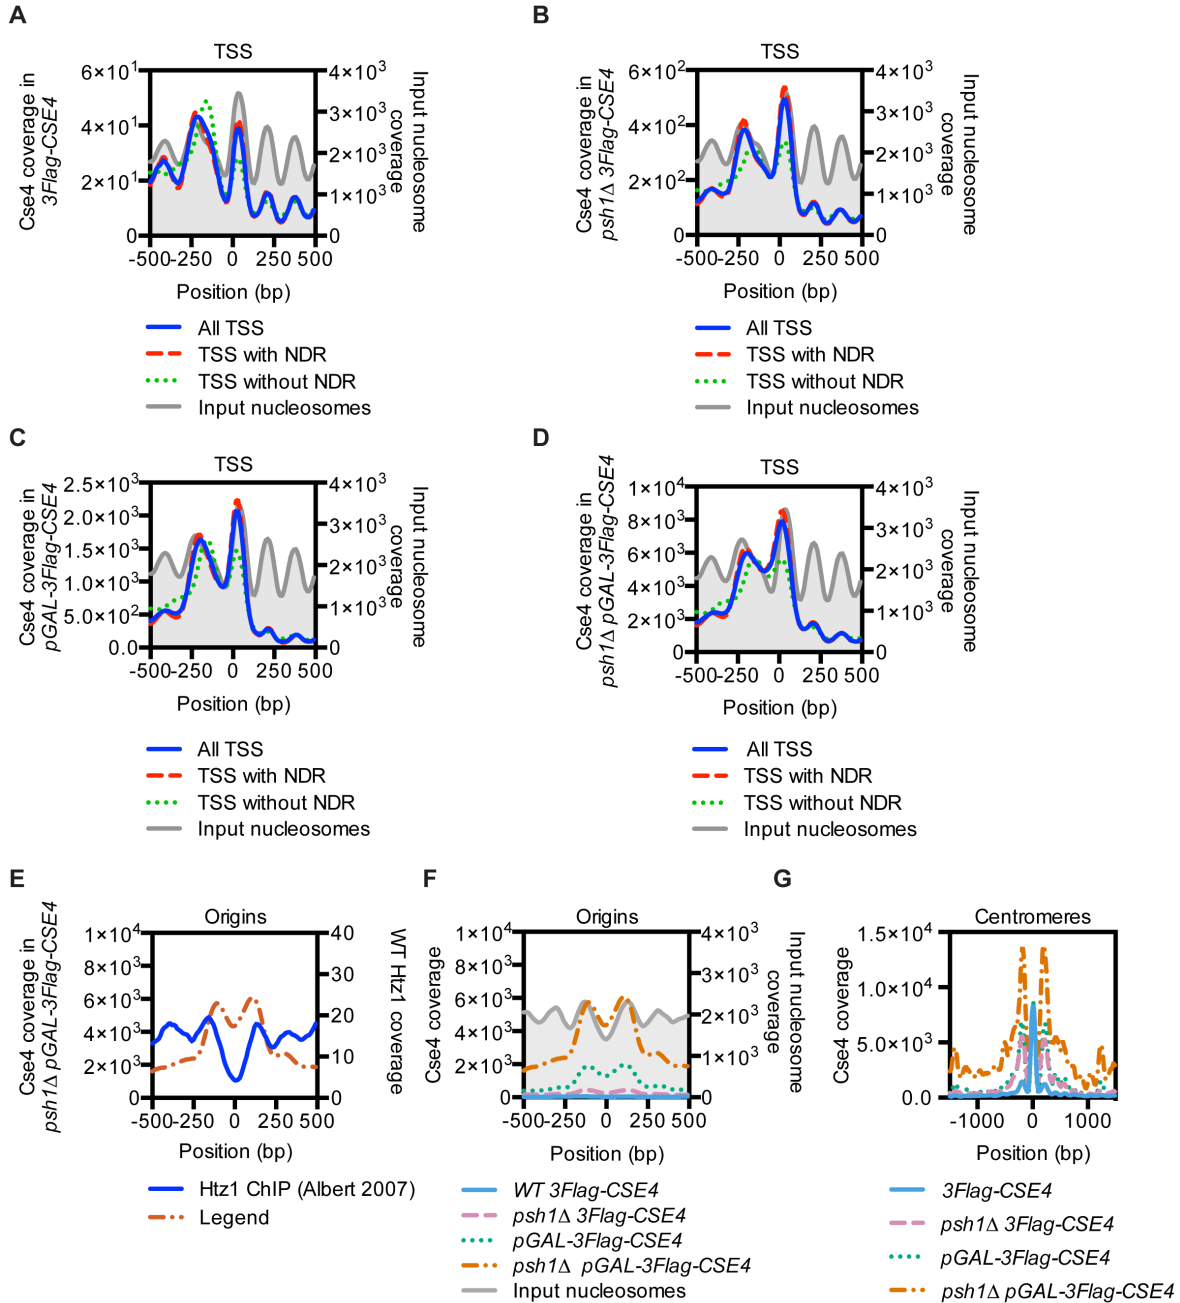 A
TSS
Cse4 coverage in
3Flag-CSE4
6×10¹
4×10¹
2×10¹
0
4×10³
3×10³
2×10³
1×10³
0
Input nucleosome
coverage
-500-250 0 250 500
Position (bp)
All TSS
TSS with NDR
TSS without NDR
Input nucleosomes
B
TSS
Cse4 coverage in
psh1Δ 3Flag-CSE4
6×10²
4×10²
2×10²
0
4×10³
3×10³
2×10³
1×10³
0
Input nucleosome
coverage
-500-250 0 250 500
Position (bp)
All TSS
TSS with NDR
TSS without NDR
Input nucleosomes
C
TSS
Cse4 coverage in
pGAL-3Flag-CSE4
2.5×10³
2.0×10³
1.5×10³
1.0×10³
5.0×10²
0.0
4×10³
3×10³
2×10³
1×10³
0
Input nucleosome
coverage
-500-250 0 250 500
Position (bp)
All TSS
TSS with NDR
TSS without NDR
Input nucleosomes
D
TSS
Cse4 coverage in
psh1Δ pGAL-3Flag-CSE4
1×10⁴
8×10³
6×10³
4×10³
2×10³
0
4×10³
3×10³
2×10³
1×10³
0
Input nucleosome
coverage
-500-250 0 250 500
Position (bp)
All TSS
TSS with NDR
TSS without NDR
Input nucleosomes
E
Origins
Cse4 coverage in
psh1Δ pGAL-3Flag-CSE4
1×10⁴
8×10³
6×10³
4×10³
2×10³
0
40
30
20
10
0
WT Htz1 coverage
-500-250 0 250 500
Position (bp)
Htz1 ChIP (Albert 2007)
Legend
F
Origins
Cse4 coverage
1×10⁴
8×10³
6×10³
4×10³
2×10³
0
4×10³
3×10³
2×10³
1×10³
0
Input nucleosome
coverage
-500-250 0 250 500
Position (bp)
WT 3Flag-CSE4
psh1Δ 3Flag-CSE4
pGAL-3Flag-CSE4
psh1Δ pGAL-3Flag-CSE4
Input nucleosomes
G
Centromeres
Cse4 coverage
1.5×10⁴
1.0×10⁴
5.0×10³
0.0
-1000 0 1000
Position (bp)
3Flag-CSE4
psh1Δ 3Flag-CSE4
pGAL-3Flag-CSE4
psh1Δ pGAL-3Flag-CSE4